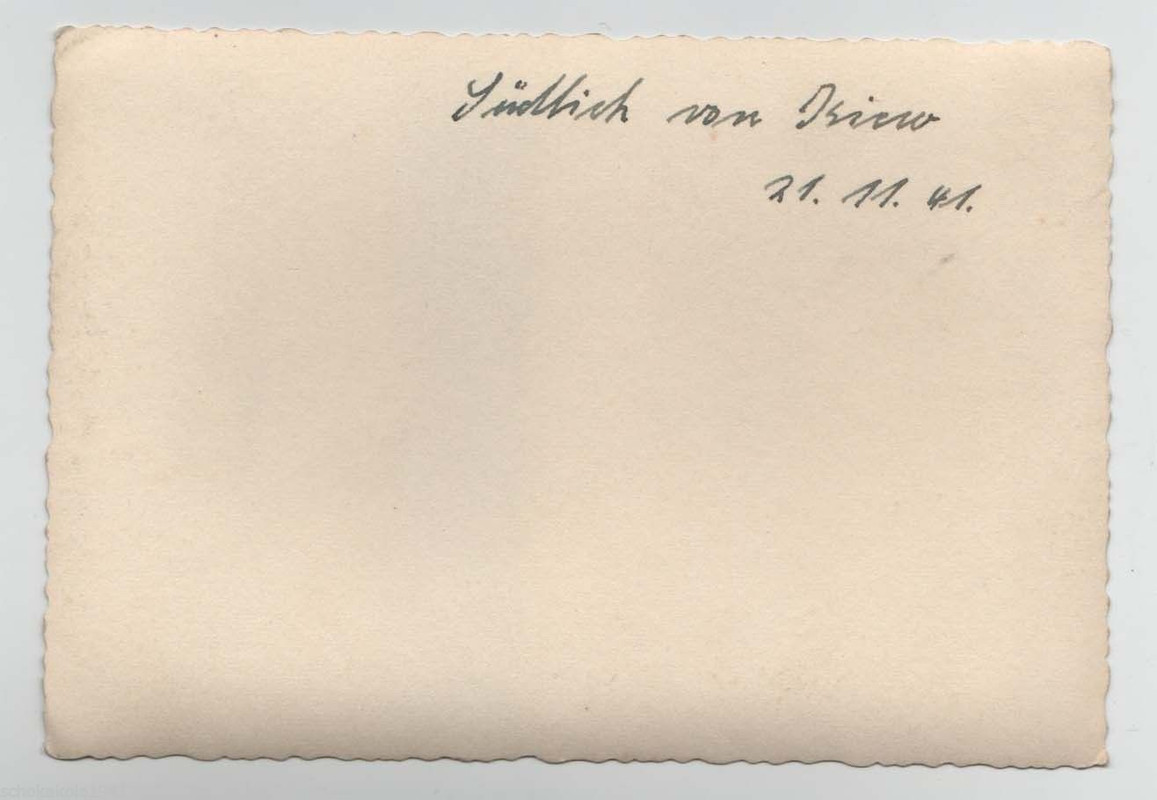 Südlich von Kiew
21. 11. 41.